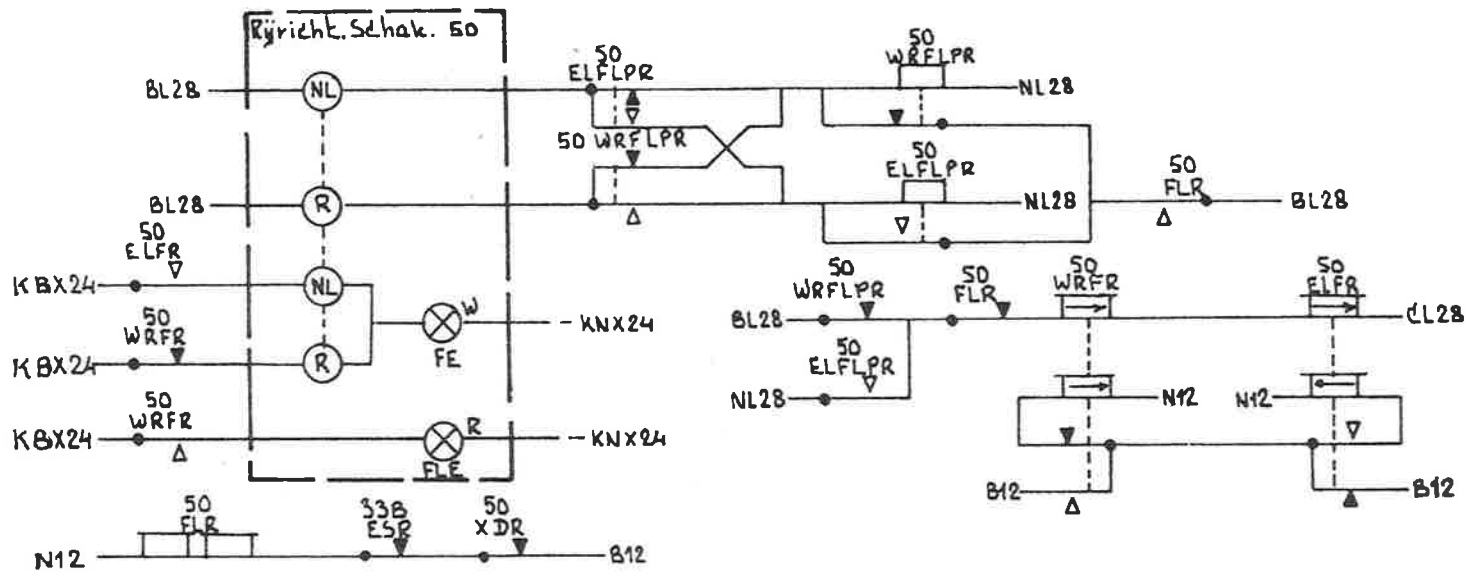 Rÿricht. Schak. 50
BL28
NL
50
ELFLPR
50
WRFLPR
NL28
50 WRFLPR
BL28
R
50
ELFLPR
NL28
50
FLR
BL28
50
ELFR
KBX24
NL
W
KNX24
FE
50
WRFR
KBX24
R
50
WRFR
KBX24
R
KNX24
FLE
50
WRFLPR
BL28
50
FLR
50
WRFR
50
ELFR
CL28
50
ELFLPR
NL28
N12
N12
B12
B12
50
FLR
33B
ESR
50
XDR
N12
B12